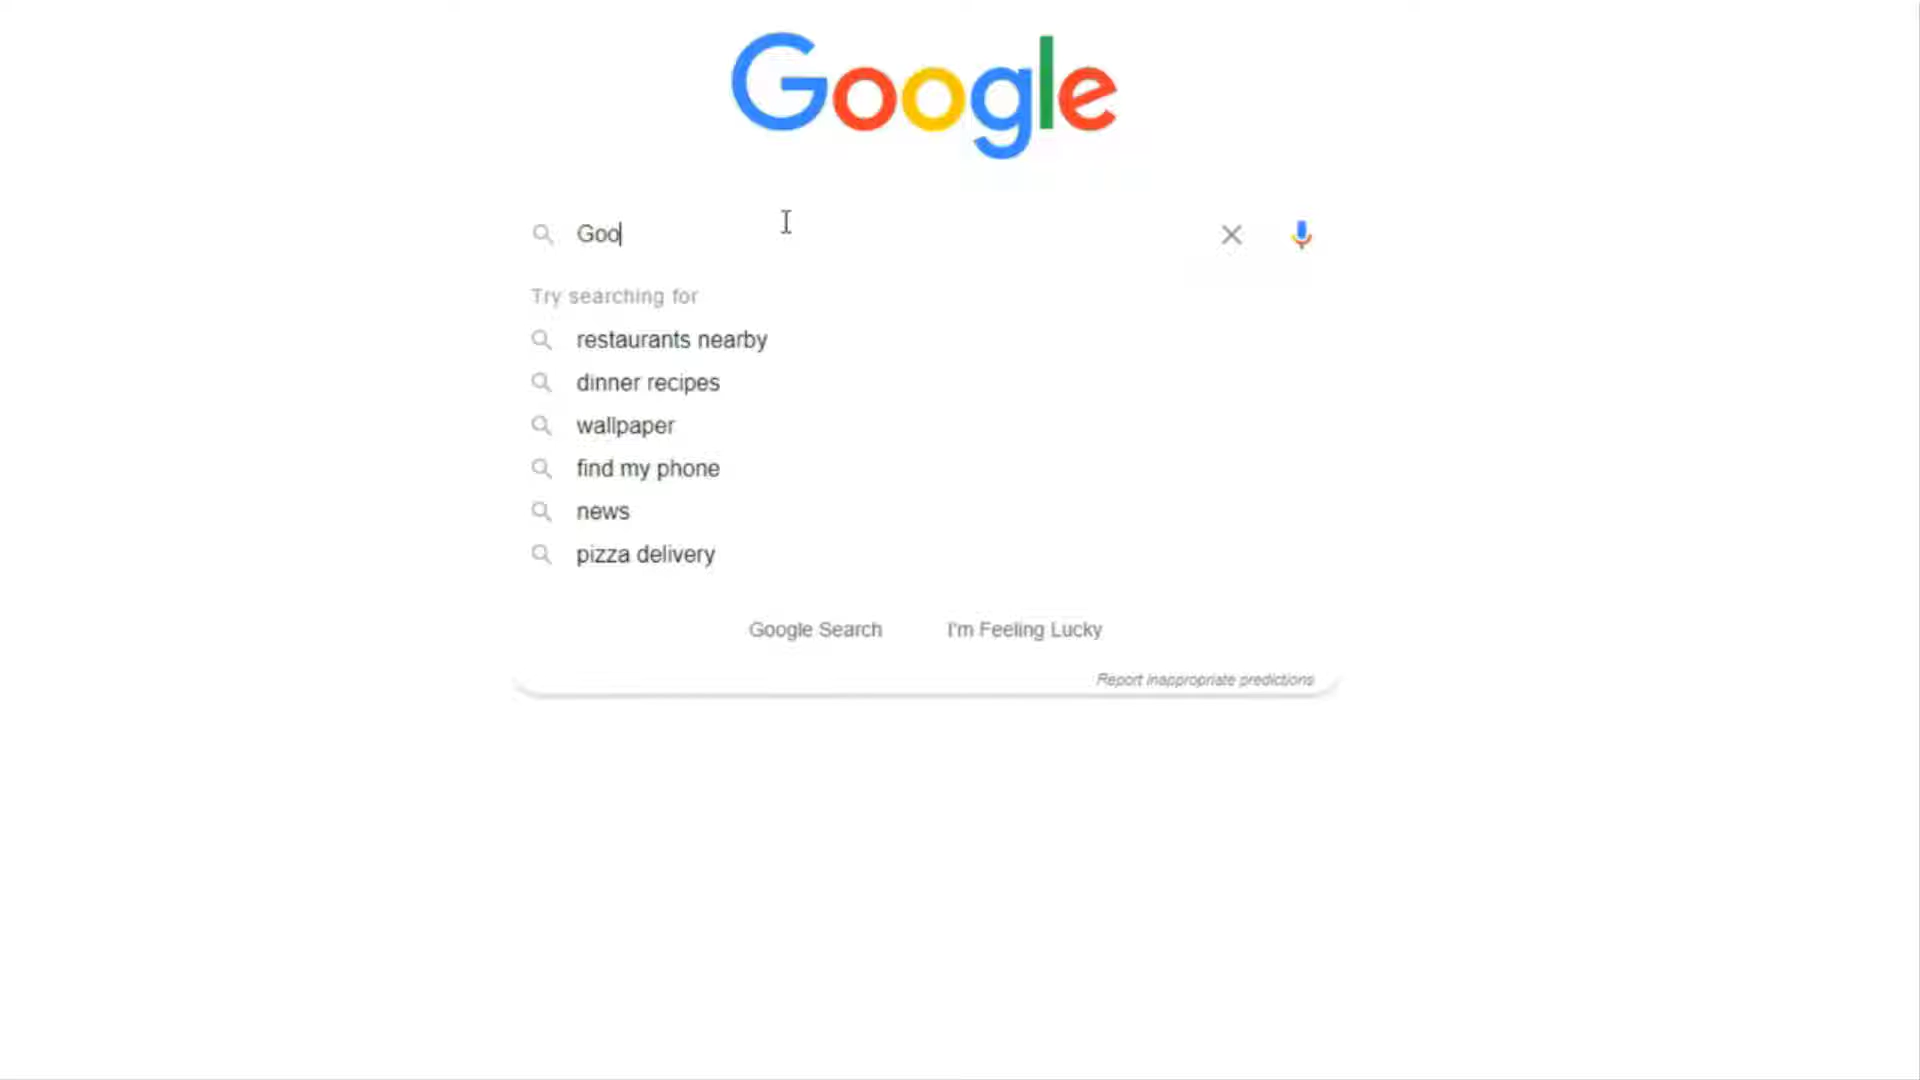 Google
Goo
Try searching for
restaurants nearby
dinner recipes
wallpaper
find my phone
news
pizza delivery
Google Search I'm Feeling Lucky
Report inappropriate predictions